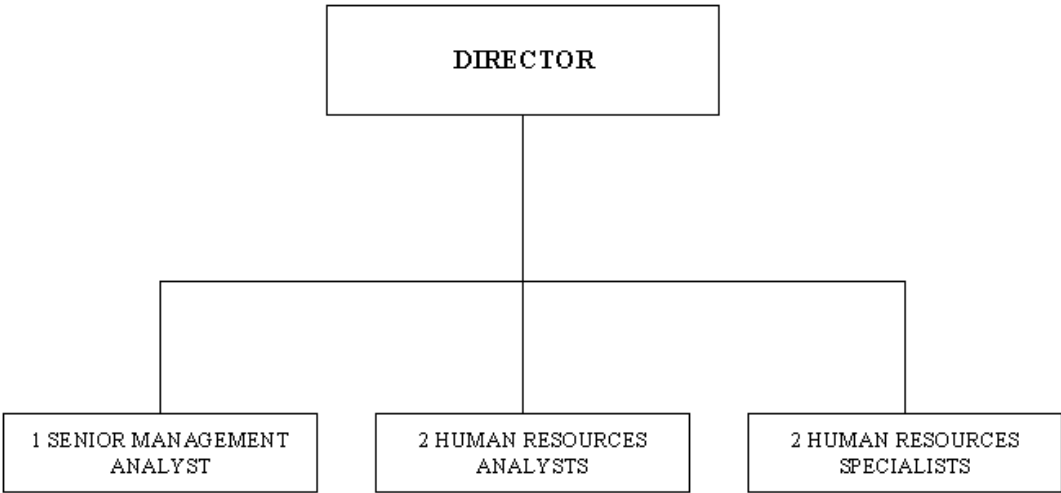 DIRECTOR
1 SENIOR MANAGEMENT
ANALYST
2 HUMAN RESOURCES
ANALYSTS
2 HUMAN RESOURCES
SPECIALISTS